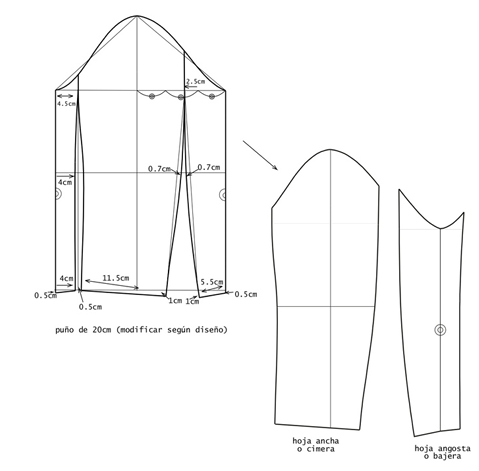 2.5cm
4.5cm
0.7cm
0.7cm
4cm
4cm
11.5cm
5.5cm
0.5cm
0.5cm
1cm
1cm
0.5cm
puño de 20cm (modificar según diseño)
hoja ancha
o cimera
hoja angosta
o bajera